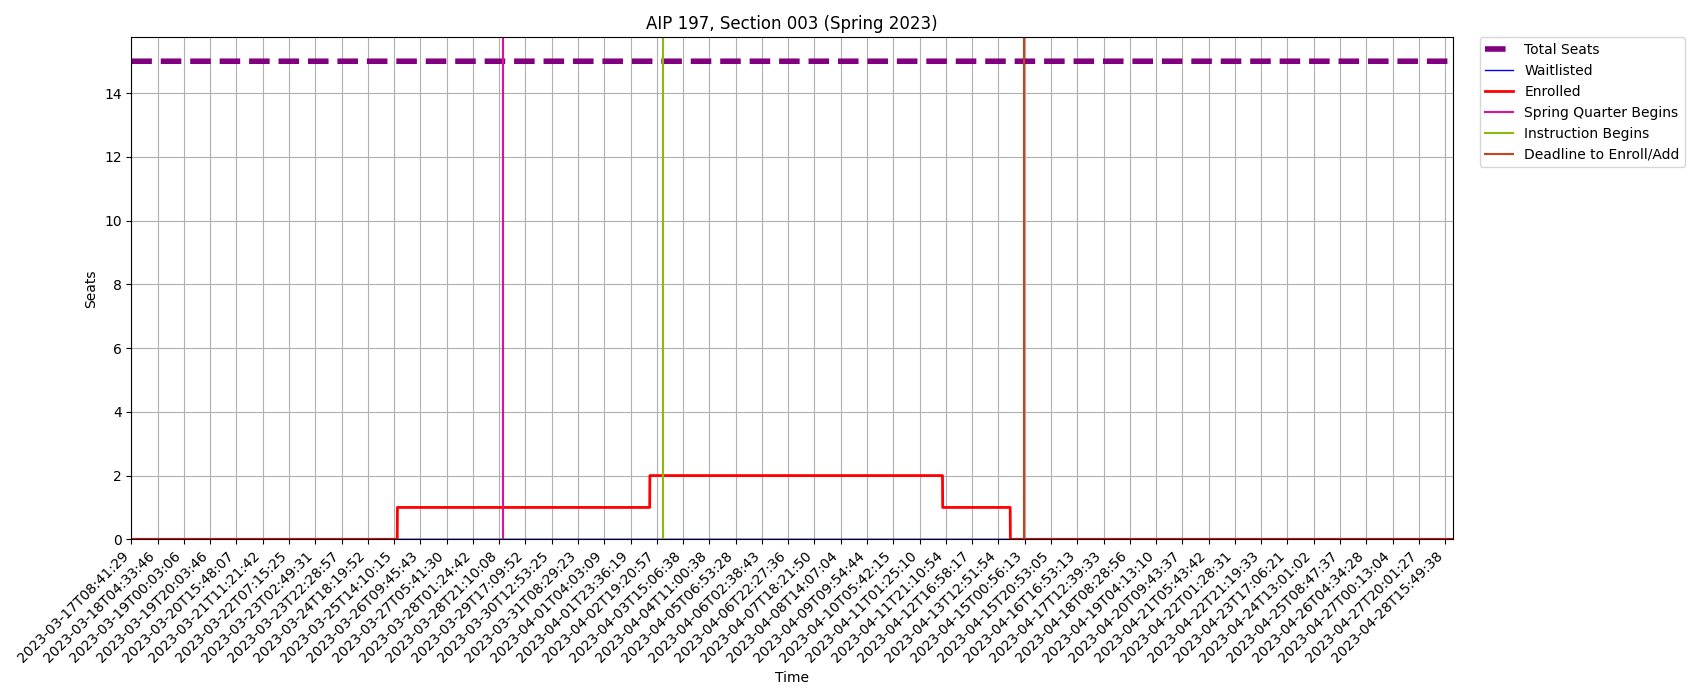 AIP 197, Section 003 (Spring 2023)
Total Seats
Waitlisted
Enrolled
Spring Quarter Begins
Instruction Begins
Deadline to Enroll/Add
Seats
14
12
10
8
6
4
2
0
2023-03-17T08:41:29
2023-03-18T04:33:46
2023-03-19T00:03:06
2023-03-19T20:03:46
2023-03-20T15:48:07
2023-03-21T11:21:42
2023-03-22T07:15:25
2023-03-23T02:49:31
2023-03-23T22:28:57
2023-03-24T18:19:52
2023-03-25T14:10:15
2023-03-26T09:45:43
2023-03-27T05:41:30
2023-03-28T01:24:42
2023-03-28T21:10:08
2023-03-29T17:09:52
2023-03-30T12:53:25
2023-03-31T08:29:23
2023-04-01T04:03:09
2023-04-01T23:36:19
2023-04-02T19:20:57
2023-04-03T15:06:38
2023-04-04T11:00:38
2023-04-05T06:53:28
2023-04-06T02:38:43
2023-04-06T22:27:36
2023-04-07T18:21:50
2023-04-08T14:07:04
2023-04-09T09:54:44
2023-04-10T05:42:15
2023-04-11T01:25:10
2023-04-11T21:10:54
2023-04-12T16:58:17
2023-04-13T12:51:54
2023-04-15T00:56:13
2023-04-15T20:53:05
2023-04-16T16:53:13
2023-04-17T12:39:33
2023-04-18T08:28:56
2023-04-19T04:13:10
2023-04-20T09:43:37
2023-04-21T05:43:42
2023-04-22T01:28:31
2023-04-22T21:19:33
2023-04-23T17:06:21
2023-04-24T13:01:02
2023-04-25T08:47:37
2023-04-26T04:34:28
2023-04-27T00:13:04
2023-04-27T20:01:27
2023-04-28T15:49:38
Time